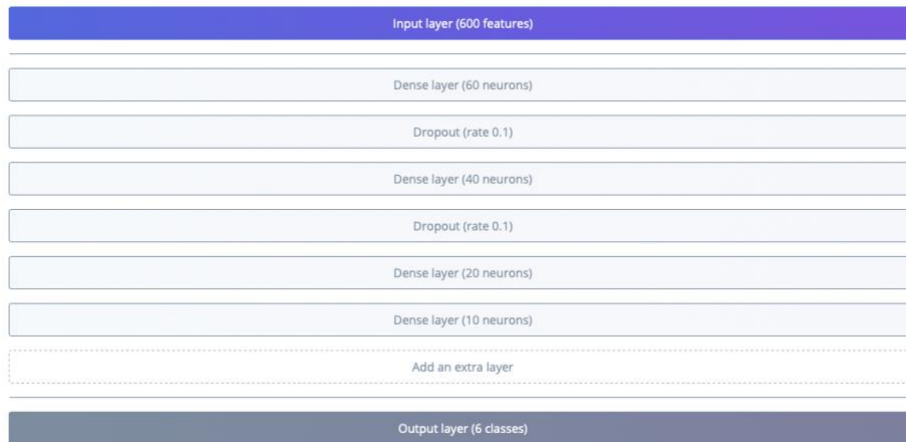 Input layer (600 features)
Dense layer (60 neurons)
Dropout (rate 0.1)
Dense layer (40 neurons)
Dropout (rate 0.1)
Dense layer (20 neurons)
Dense layer (10 neurons)
Add an extra layer
Output layer (6 classes)